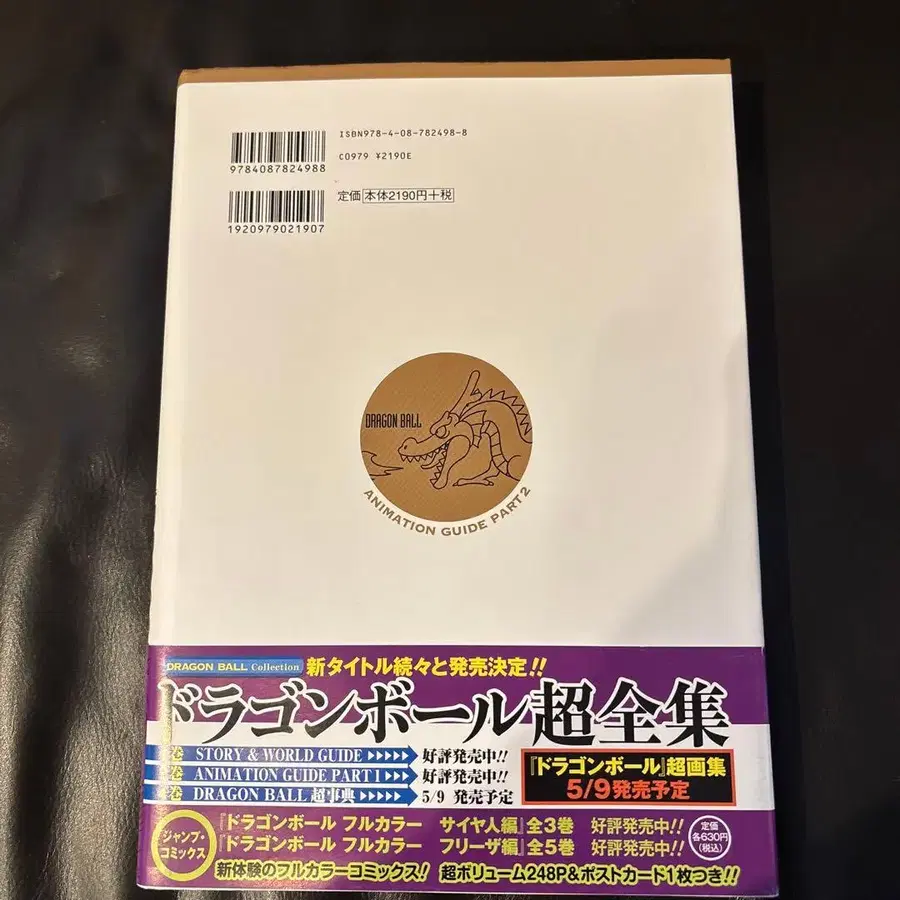 ISBN978-4-08-782498-8
9784087824988
C0979 ¥2190E
定価 本体2190円+税
1920979021907
DRAGON BALL
ANIMATION GUIDE PART 2
DRAGON BALL Collection 新タイトル続々と発売決定!!
ドラゴンボール超全集
巻 STORY & WORLD GUIDE 好評発売中!!
巻 ANIMATION GUIDE PART 1 好評発売中!!
巻 DRAGON BALL 超事典 5/9 発売予定
『ドラゴンボール』超画集
5/9発売予定
ジャンプ・コミックス
『ドラゴンボール フルカラー サイヤ人編』全3巻 好評発売中!!
『ドラゴンボール フルカラー フリーザ編』全5巻 好評発売中!!
定価
各630円
(税込)
新体験のフルカラーコミックス! 超ボリューム248P&ポストカード1枚つき!!